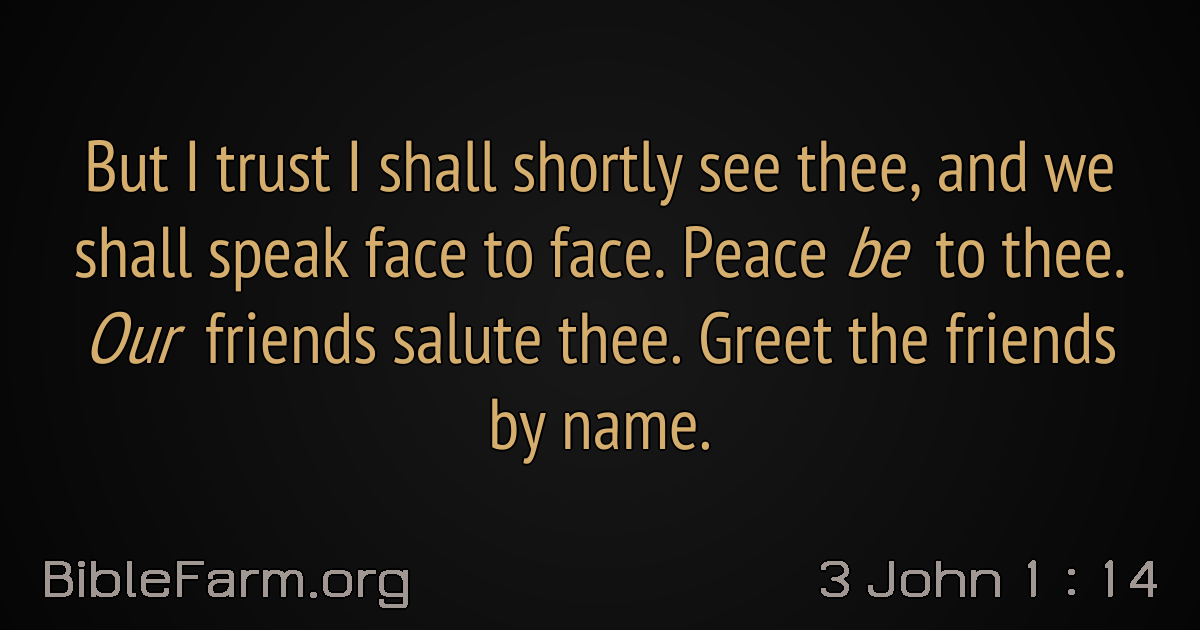 But I trust I shall shortly see thee, and we
shall speak face to face. Peace be to thee.
Our friends salute thee. Greet the friends
by name.
BibleFarm.org
3 John 1 : 14